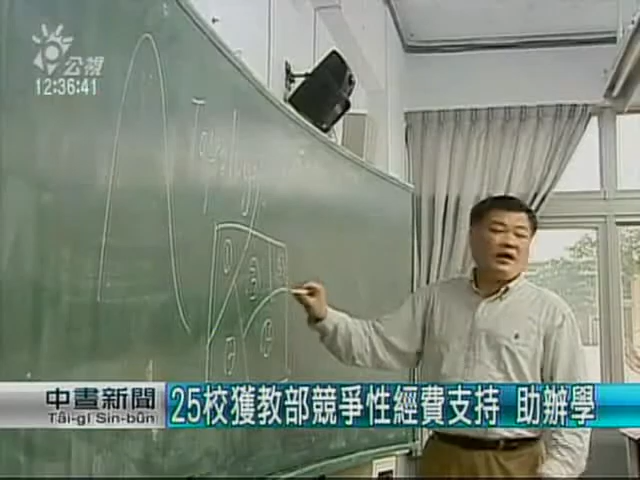 公視
12:36:41
Topology
中晝新聞
Tâi-gí Sin-bûn
25校獲教部競爭性經費支持 助辦學